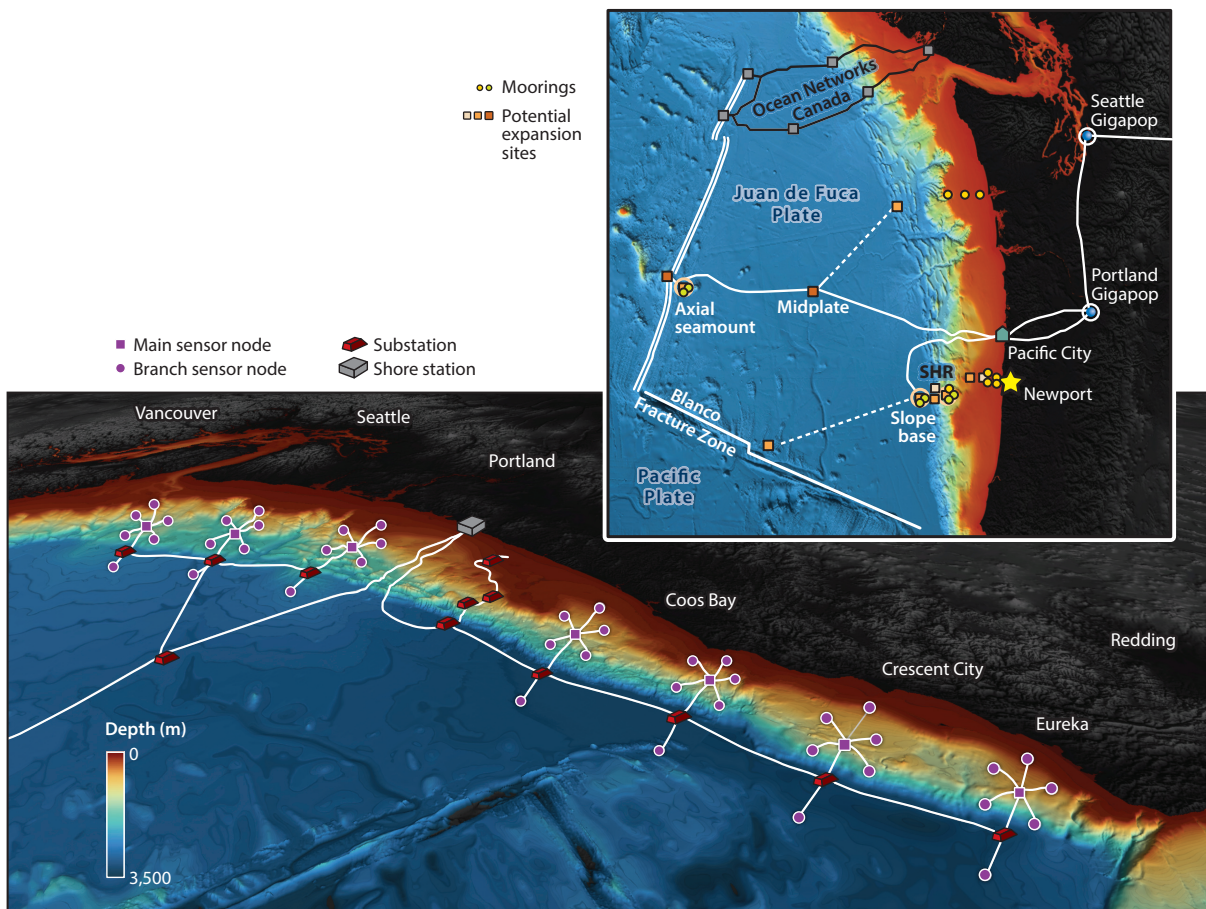 Moorings
Potential
expansion
sites
Main sensor node
Branch sensor node
Substation
Shore station
Ocean Networks
Canada
Seattle
Gigapop
Juan de Fuca
Plate
Portland
Gigapop
Axial
seamount
Midplate
Pacific City
SHR
Newport
Slope
base
Blanco
Fracture Zone
Pacific
Plate
Vancouver
Seattle
Portland
Coos Bay
Crescent City
Redding
Eureka
Depth (m)
0
3,500